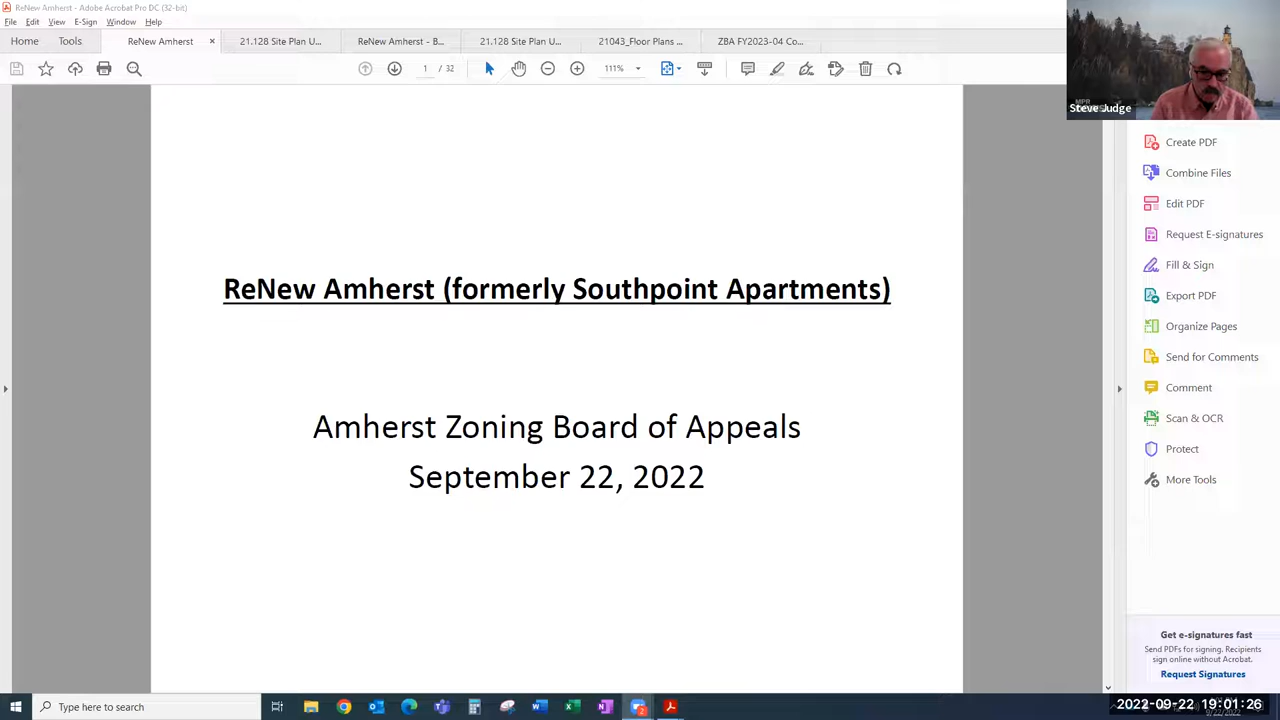 ReNew Amherst - Adobe Acrobat Pro DC (32-bit)
File Edit View E-Sign Window Help
Home Tools ReNew Amherst × 21.128 Site Plan U... ReNew Amherst - B... 21.128 Site Plan U... 21043_Floor Plans ... ZBA FY2023-04 Co...
1 / 32 111%
Steve Judge
Create PDF
Combine Files
Edit PDF
Request E-signatures
Fill & Sign
Export PDF
Organize Pages
Send for Comments
Comment
Scan & OCR
Protect
More Tools
ReNew Amherst (formerly Southpoint Apartments)
Amherst Zoning Board of Appeals
September 22, 2022
Get e-signatures fast
Send PDFs for signing. Recipients
sign online without Acrobat.
Request Signatures
Type here to search
2022-09-22 19:01:26